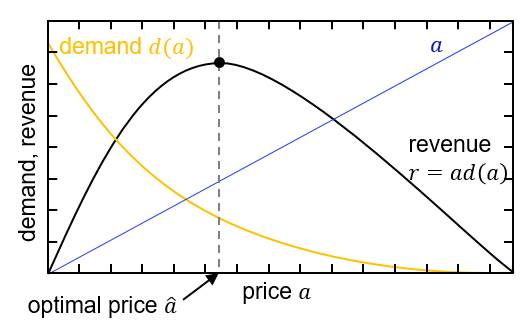 demand d(a)
a
demand, revenue
revenue
r = ad(a)
price a
optimal price â